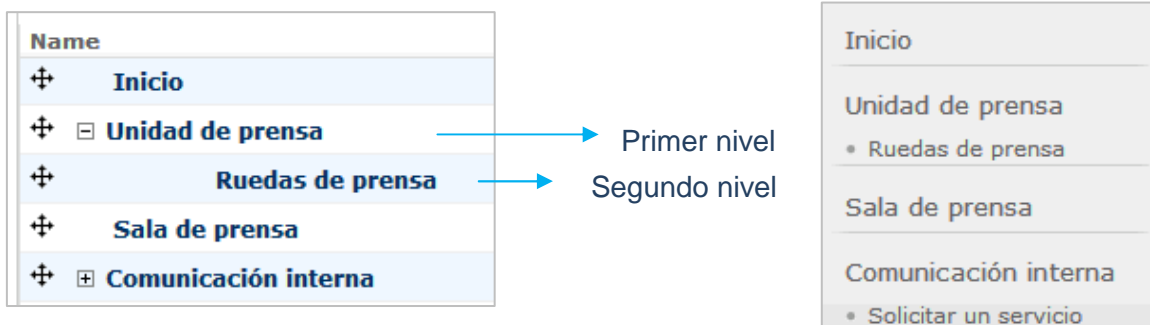 Name
Inicio
Unidad de prensa
Ruedas de prensa
Sala de prensa
Comunicación interna
Primer nivel
Segundo nivel
Inicio
Unidad de prensa
• Ruedas de prensa
Sala de prensa
Comunicación interna
• Solicitar un servicio